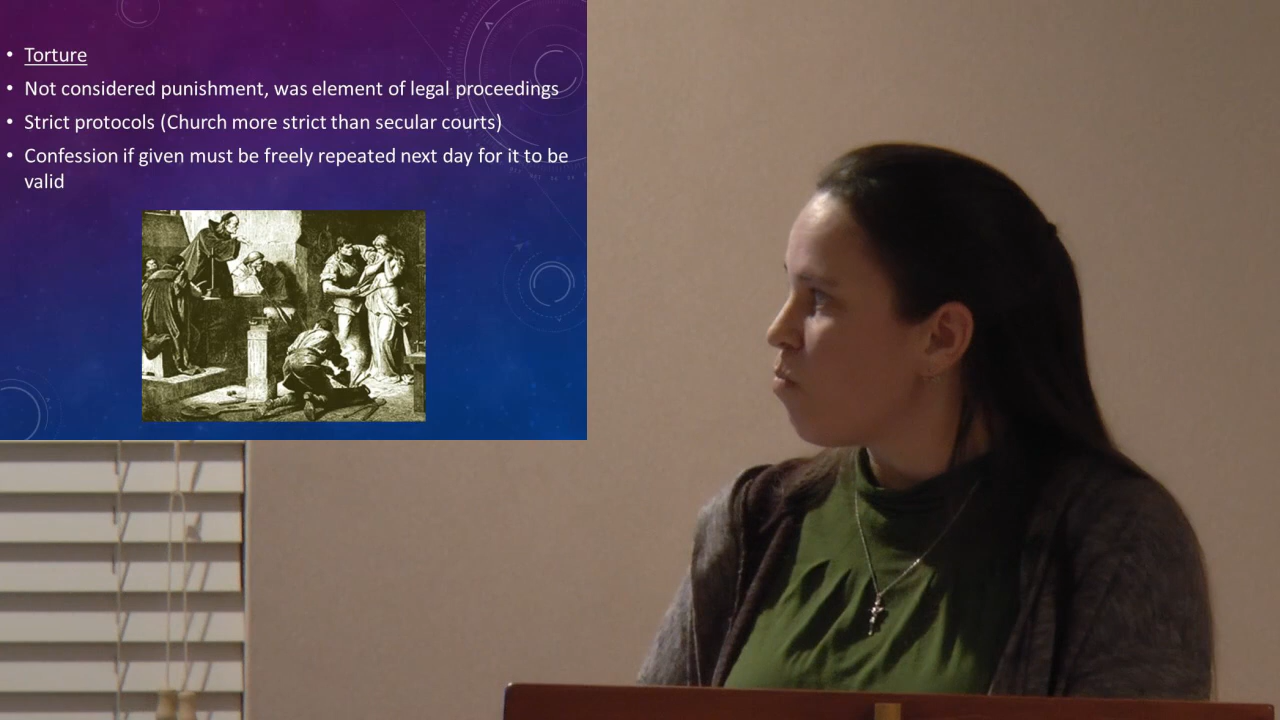 • Torture
• Not considered punishment, was element of legal proceedings
• Strict protocols (Church more strict than secular courts)
• Confession if given must be freely repeated next day for it to be
valid